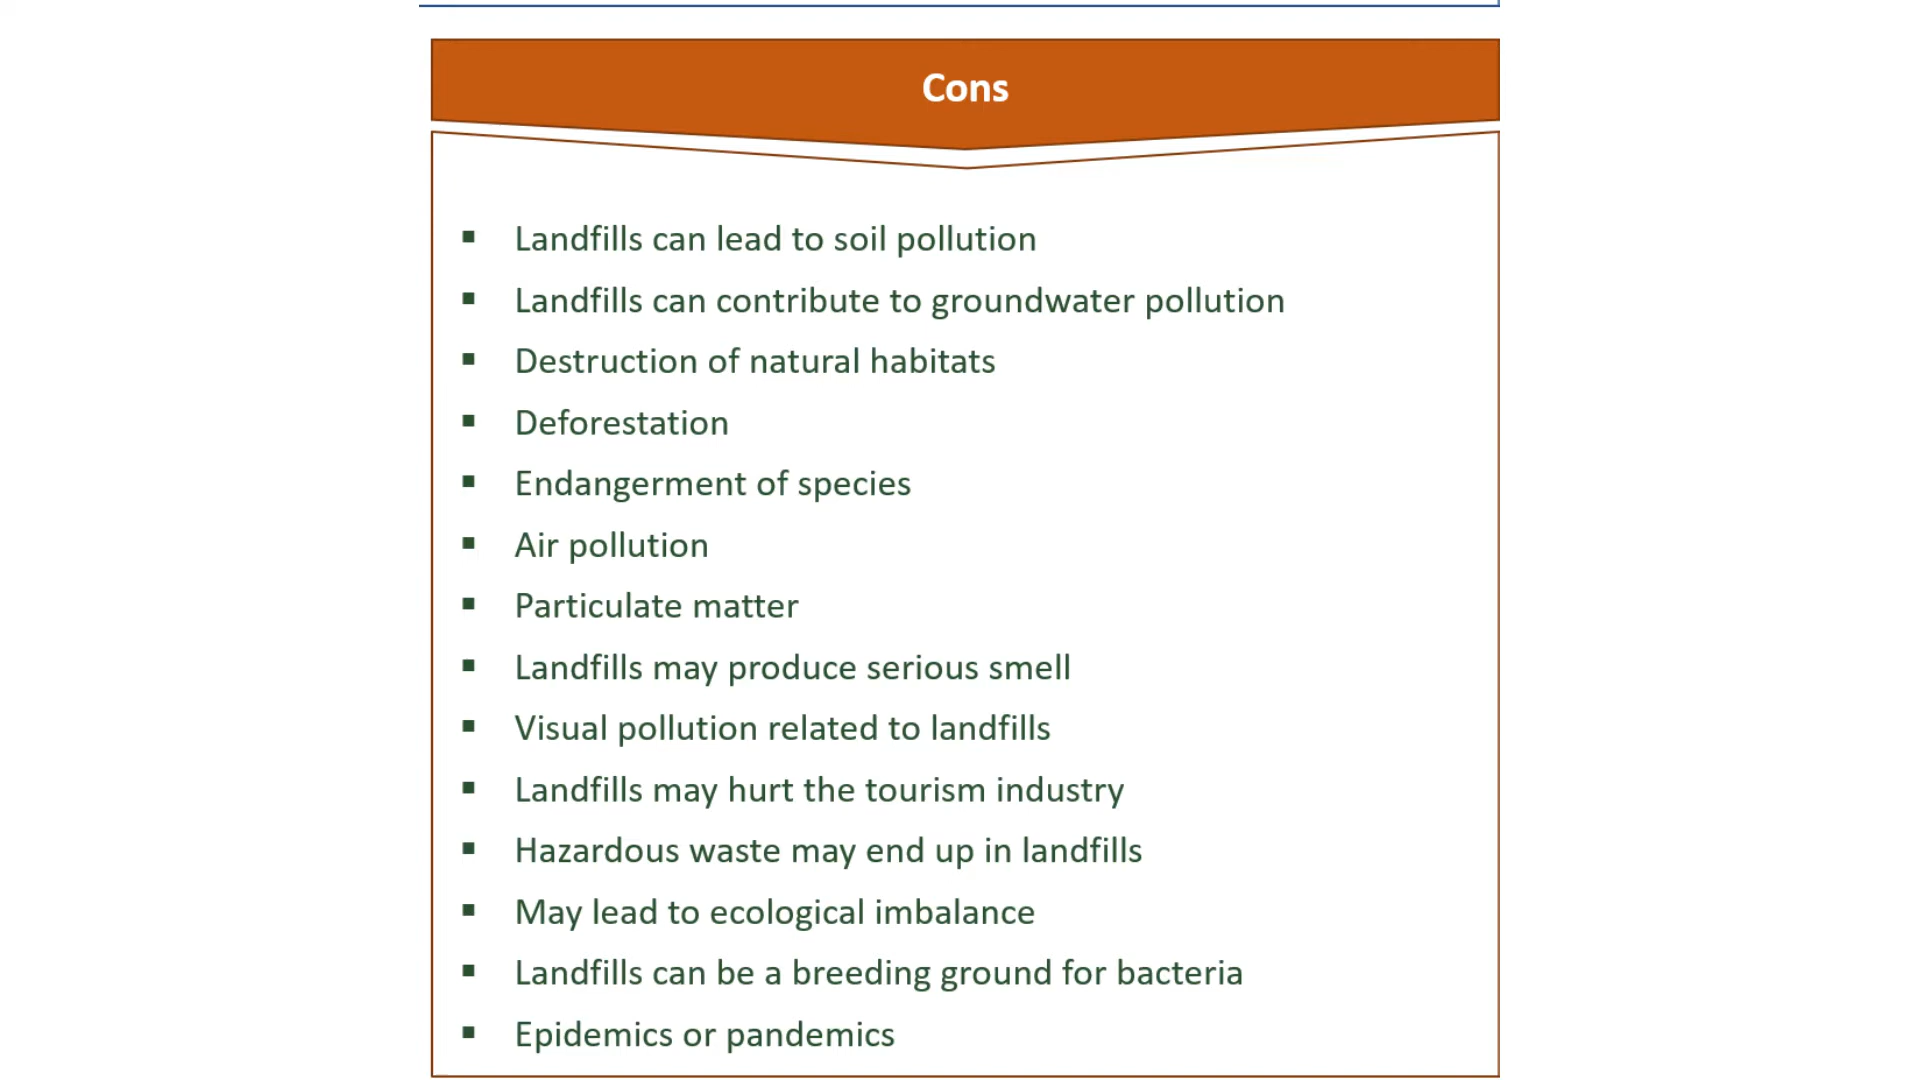 Cons
▪ Landfills can lead to soil pollution
▪ Landfills can contribute to groundwater pollution
▪ Destruction of natural habitats
▪ Deforestation
▪ Endangerment of species
▪ Air pollution
▪ Particulate matter
▪ Landfills may produce serious smell
▪ Visual pollution related to landfills
▪ Landfills may hurt the tourism industry
▪ Hazardous waste may end up in landfills
▪ May lead to ecological imbalance
▪ Landfills can be a breeding ground for bacteria
▪ Epidemics or pandemics